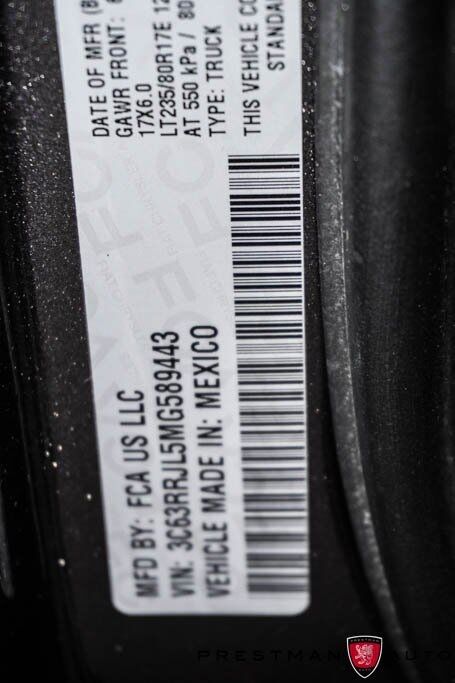 MFD BY: FCA US LLC
DATE OF MFR
GAWR FRONT:
17X6.0
LT235/80R17E
AT 550 kPa / 80
TYPE: TRUCK
VIN: 3C63RRJL5MG589443
THIS VEHICLE
STANDA
VEHICLE MADE IN: MEXICO
PRESTMAN AUTO